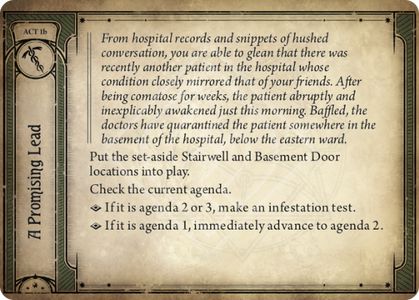 ACT 1b
A Promising Lead
From hospital records and snippets of hushed
conversation, you are able to glean that there was
recently another patient in the hospital whose
condition closely mirrored that of your friends. After
being comatose for weeks, the patient abruptly and
inexplicably awakened just this morning. Baffled, the
doctors have quarantined the patient somewhere in the
basement of the hospital, below the eastern ward.
Put the set-aside Stairwell and Basement Door
locations into play.
Check the current agenda.
If it is agenda 2 or 3, make an infestation test.
If it is agenda 1, immediately advance to agenda 2.